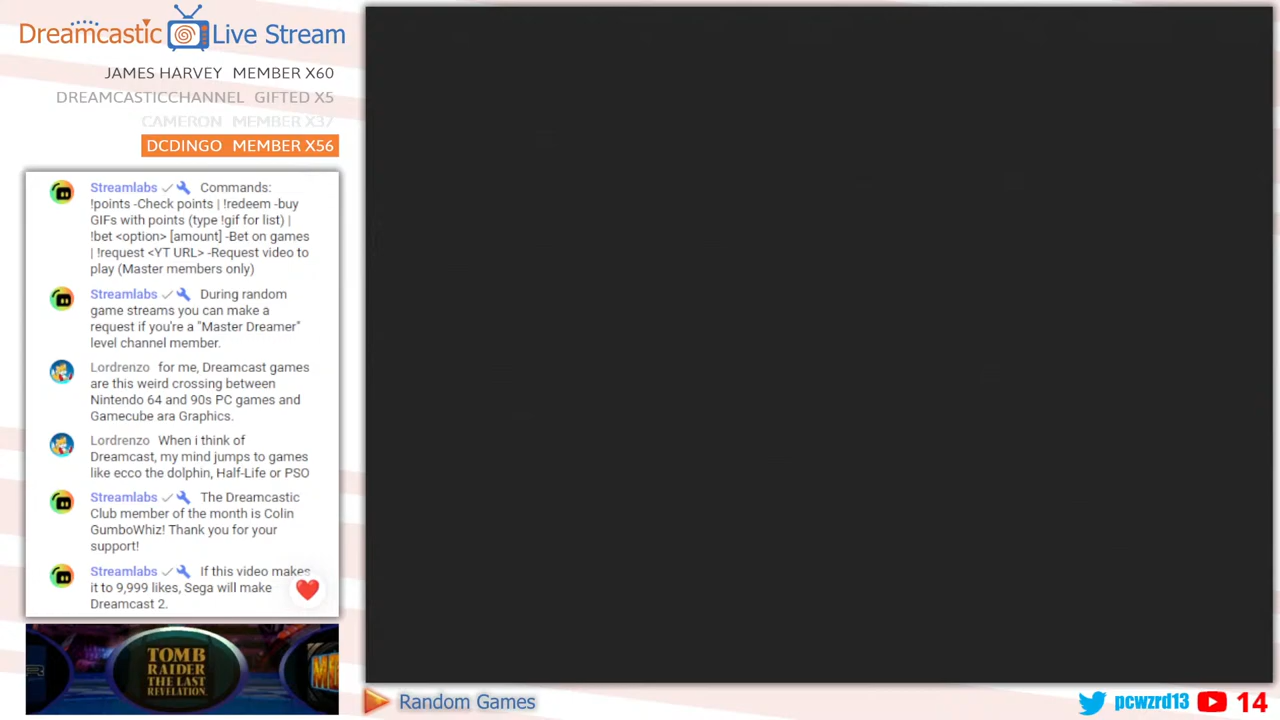 Dreamcastic Live Stream
JAMES HARVEY MEMBER X60
DREAMCASTICCHANNEL GIFTED X5
CAMERON MEMBER X37
DCDINGO MEMBER X56
Streamlabs Commands:
!points -Check points | !redeem -buy
GIFs with points (type !gif for list) |
!bet <option> [amount] -Bet on games
| !request <YT URL> -Request video to
play (Master members only)
Streamlabs During random
game streams you can make a
request if you're a "Master Dreamer"
level channel member.
Lordrenzo for me, Dreamcast games
are this weird crossing between
Nintendo 64 and 90s PC games and
Gamecube ara Graphics.
Lordrenzo When i think of
Dreamcast, my mind jumps to games
like ecco the dolphin, Half-Life or PSO
Streamlabs The Dreamcastic
Club member of the month is Colin
GumboWhiz! Thank you for your
support!
Streamlabs If this video makes
it to 9,999 likes, Sega will make
Dreamcast 2.
TOMB
RAIDER
THE LAST
REVELATION
Random Games
pcwzrd13 14